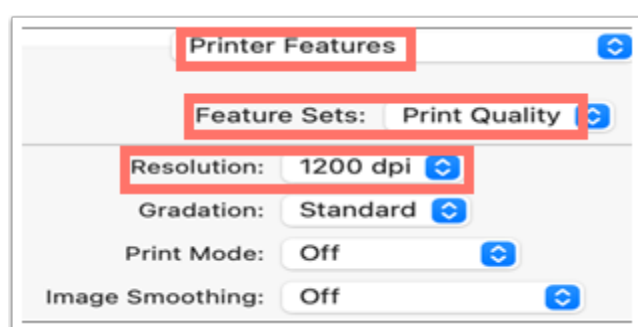 Printer Features
Feature Sets: Print Quality
Resolution: 1200 dpi
Gradation: Standard
Print Mode: Off
Image Smoothing: Off